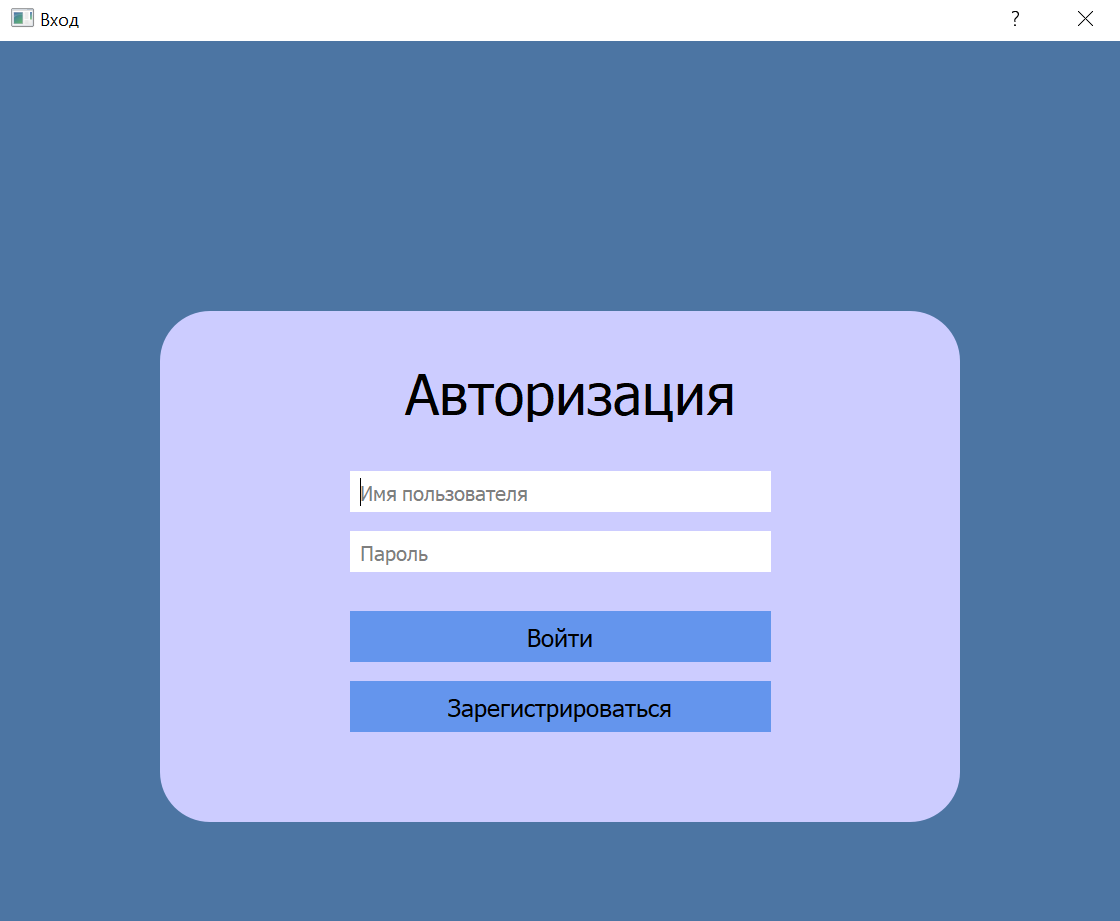 Вход
?
Авторизация
Имя пользователя
Пароль
Войти
Зарегистрироваться